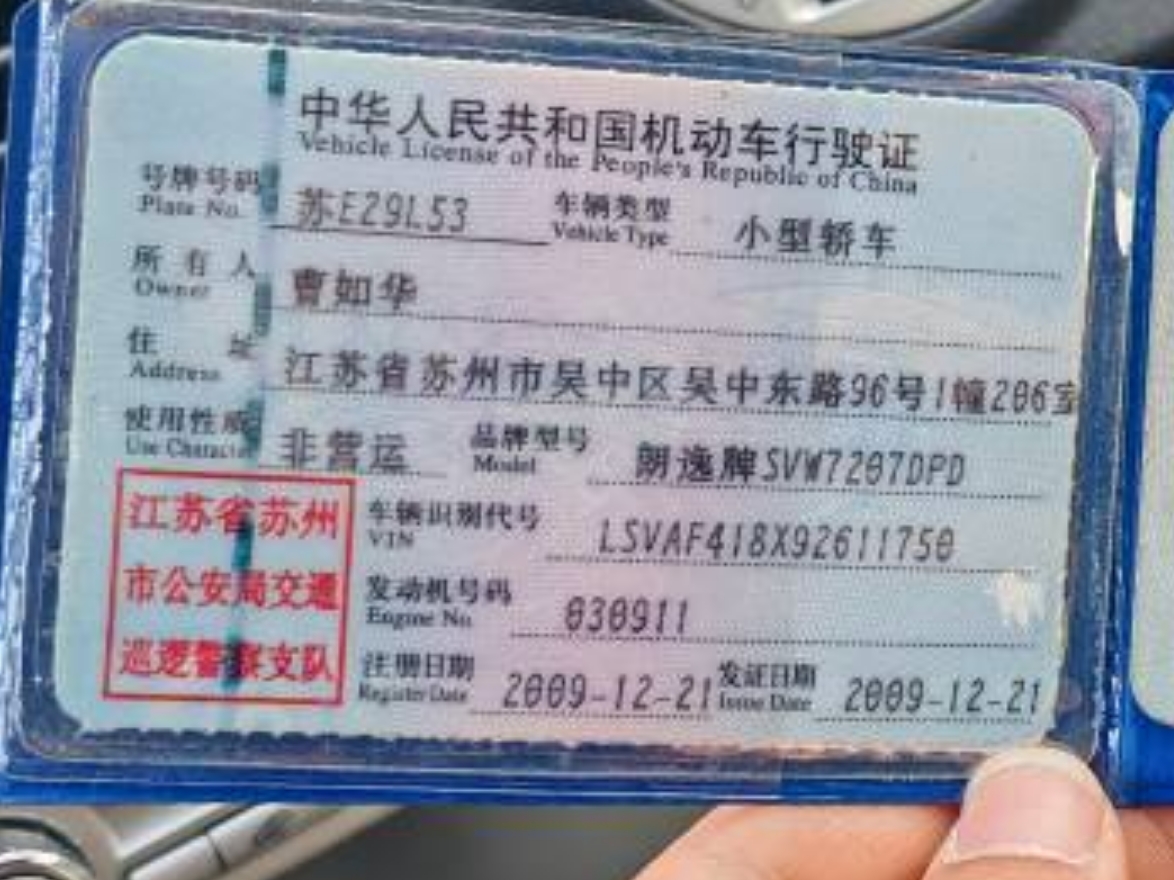 中华人民共和国机动车行驶证
Vehicle License of the People's Republic of China
号牌号码 苏E29L53 车辆类型 小型轿车
Plate No. Vehicle Type
所有人 曹如华
Owner
住址 江苏省苏州市吴中区吴中东路96号1幢206室
Address
使用性质 非营运 品牌型号 朗逸牌SVW7207DPD
Use Character Model
江苏省苏州
市公安局交通
巡逻警察支队
车辆识别代号 LSVAF418X92611750
VIN
发动机号码 030911
Engine No.
注册日期 2009-12-21 发证日期 2009-12-21
Register Date Issue Date